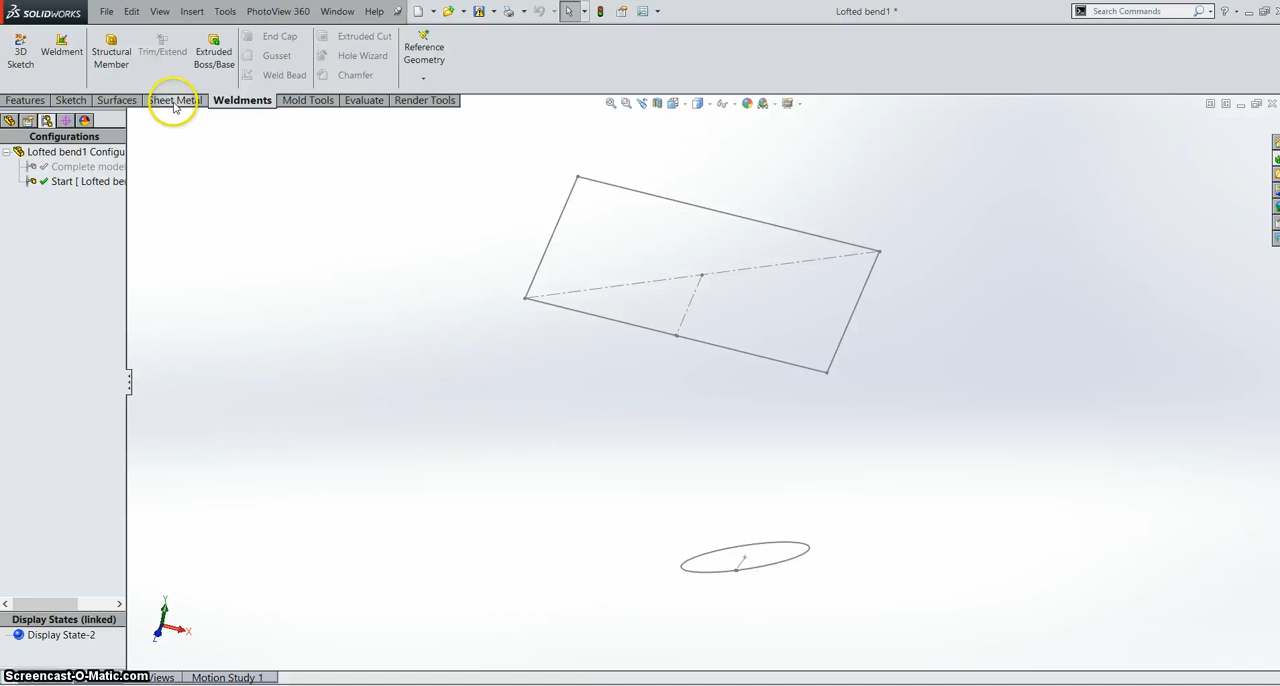 SOLIDWORKS File Edit View Insert Tools PhotoView 360 Window Help Lofted bend1 * Search Commands
3D Sketch Weldment Structural Member Trim/Extend Extruded Boss/Base End Cap Gusset Weld Bead Extruded Cut Hole Wizard Chamfer Reference Geometry
Features Sketch Surfaces Sheet Metal Weldments Mold Tools Evaluate Render Tools
Configurations
Lofted bend1 Configu
Complete mode
Start [ Lofted ber
Y
X
Z
Display States (linked)
Display State-2
Screencast-O-Matic.com Views Motion Study 1